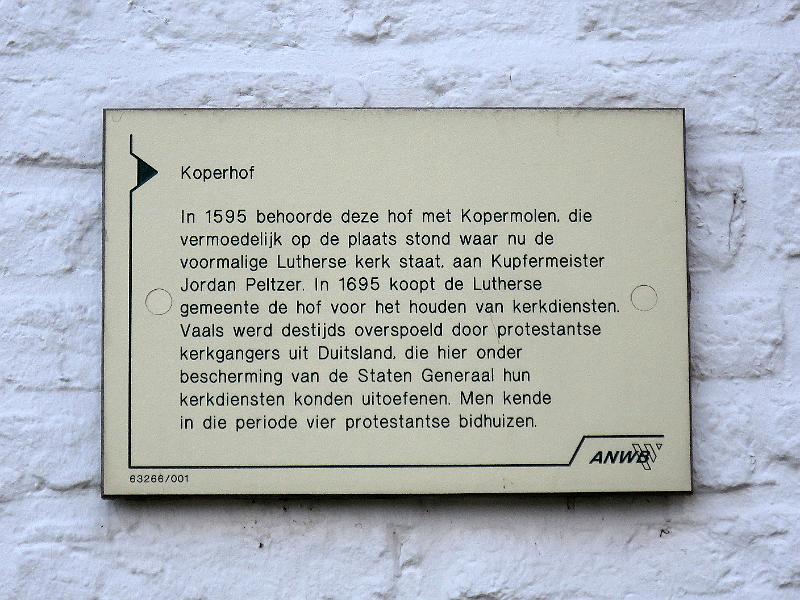 Koperhof
In 1595 behoorde deze hof met Kopermolen, die
vermoedelijk op de plaats stond waar nu de
voormalige Lutherse kerk staat, aan Kupfermeister
Jordan Peltzer. In 1695 koopt de Lutherse
gemeente de hof voor het houden van kerkdiensten.
Vaals werd destijds overspoeld door protestantse
kerkgangers uit Duitsland, die hier onder
bescherming van de Staten Generaal hun
kerkdiensten konden uitoefenen. Men kende
in die periode vier protestantse bidhuizen.
ANWB
63266/001